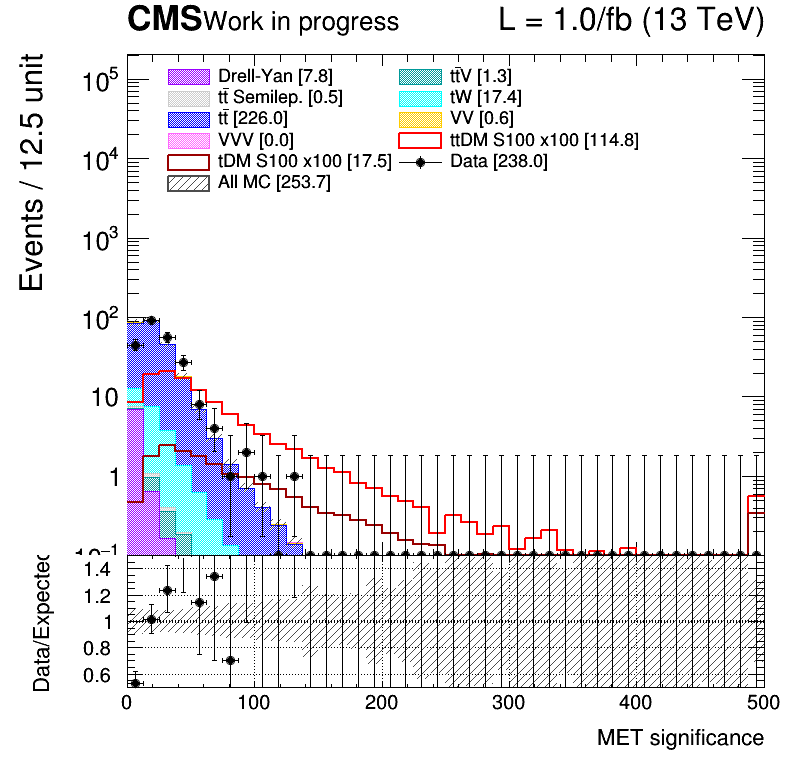 CMS Work in progress L = 1.0/fb (13 TeV)
Events / 12.5 unit
Drell-Yan [7.8] tt̄V [1.3]
tt̄ Semilep. [0.5] tW [17.4]
tt̄ [226.0] VV [0.6]
VVV [0.0] ttDM S100 x100 [114.8]
tDM S100 x100 [17.5] Data [238.0]
All MC [253.7]
10⁵
10⁴
10³
10²
10
1
10⁻¹
Data/Expected
1.4
1.2
1
0.8
0.6
0 100 200 300 400 500
MET significance